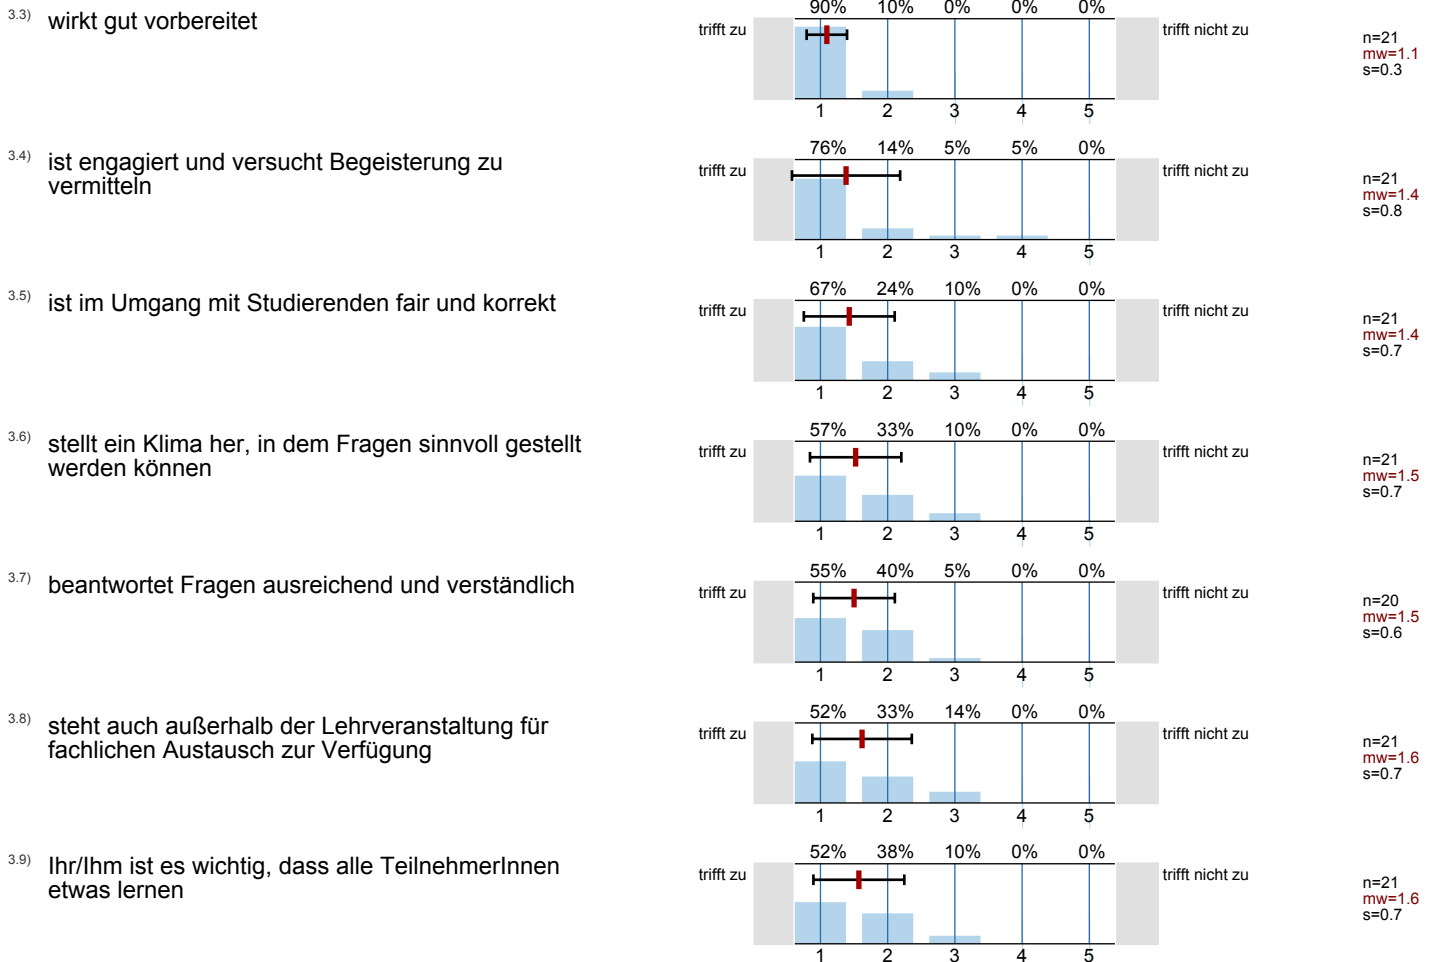 3.3) wirkt gut vorbereitet
90% 10% 0% 0% 0%
trifft zu trifft nicht zu
n=21
mw=1.1
s=0.3
1 2 3 4 5
3.4) ist engagiert und versucht Begeisterung zu
vermitteln
76% 14% 5% 5% 0%
trifft zu trifft nicht zu
n=21
mw=1.4
s=0.8
1 2 3 4 5
3.5) ist im Umgang mit Studierenden fair und korrekt
67% 24% 10% 0% 0%
trifft zu trifft nicht zu
n=21
mw=1.4
s=0.7
1 2 3 4 5
3.6) stellt ein Klima her, in dem Fragen sinnvoll gestellt
werden können
57% 33% 10% 0% 0%
trifft zu trifft nicht zu
n=21
mw=1.5
s=0.7
1 2 3 4 5
3.7) beantwortet Fragen ausreichend und verständlich
55% 40% 5% 0% 0%
trifft zu trifft nicht zu
n=20
mw=1.5
s=0.6
1 2 3 4 5
3.8) steht auch außerhalb der Lehrveranstaltung für
fachlichen Austausch zur Verfügung
52% 33% 14% 0% 0%
trifft zu trifft nicht zu
n=21
mw=1.6
s=0.7
1 2 3 4 5
3.9) Ihr/Ihm ist es wichtig, dass alle TeilnehmerInnen
etwas lernen
52% 38% 10% 0% 0%
trifft zu trifft nicht zu
n=21
mw=1.6
s=0.7
1 2 3 4 5